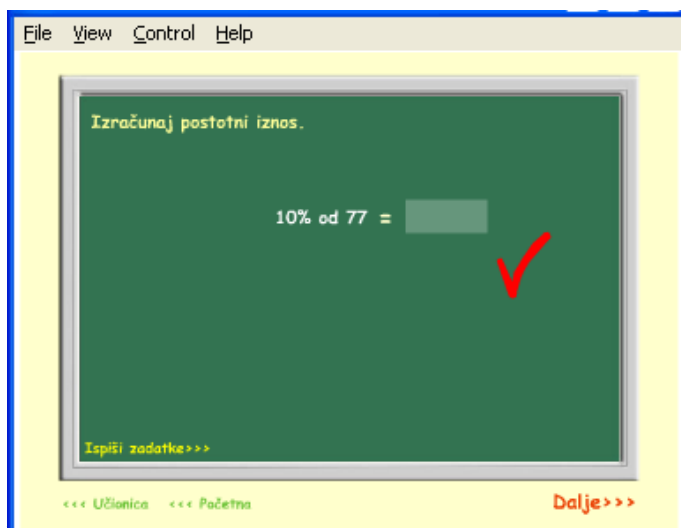 File View Control Help
Izračunaj postotni iznos.
10% od 77 =
Ispiši zadatke>>>
<<< Učionica <<< Početna Dalje>>>